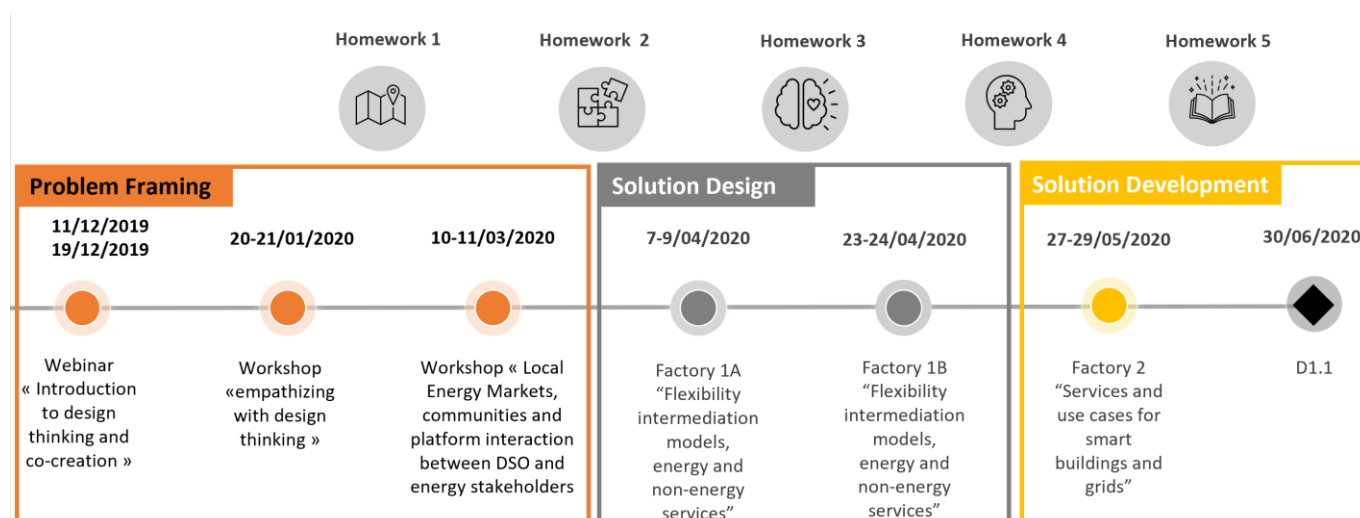 Homework 1
Homework 2
Homework 3
Homework 4
Homework 5
Problem Framing
Solution Design
Solution Development
11/12/2019
19/12/2019
20-21/01/2020
10-11/03/2020
7-9/04/2020
23-24/04/2020
27-29/05/2020
30/06/2020
Webinar
« Introduction
to design
thinking and
co-creation »
Workshop
«empathizing
with design
thinking »
Workshop « Local
Energy Markets,
communities and
platform interaction
between DSO and
energy stakeholders
Factory 1A
“Flexibility
intermediation
models,
energy and
non-energy
services”
Factory 1B
“Flexibility
intermediation
models,
energy and
non-energy
services”
Factory 2
“Services and
use cases for
smart
buildings and
grids”
D1.1